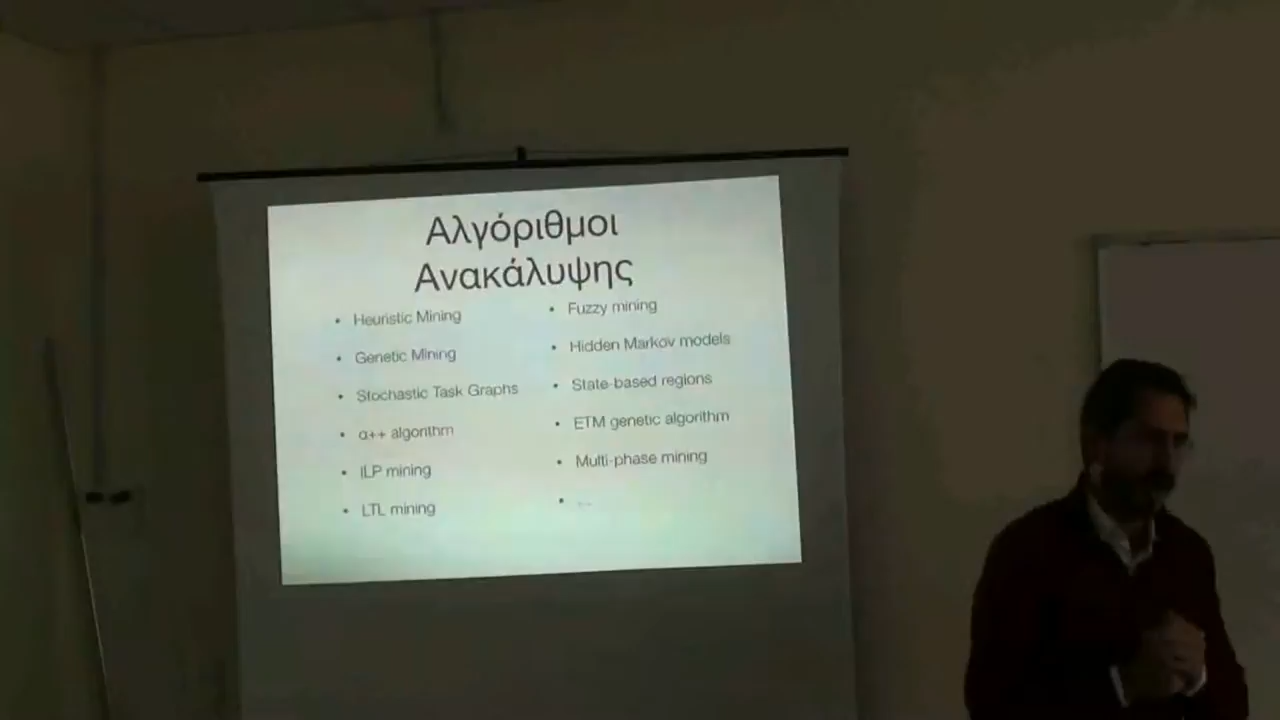 Αλγόριθμοι
Ανακάλυψης
• Heuristic Mining
• Genetic Mining
• Stochastic Task Graphs
• α++ algorithm
• ILP mining
• LTL mining
• Fuzzy mining
• Hidden Markov models
• State-based regions
• ETM genetic algorithm
• Multi-phase mining
• ...